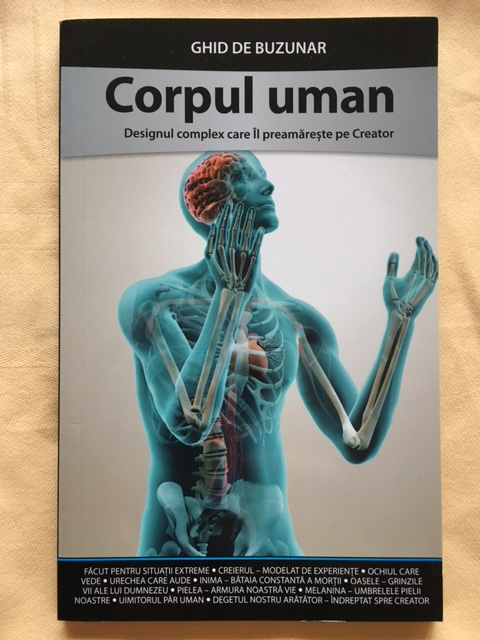 GHID DE BUZUNAR
Corpul uman
Designul complex care Îl preamărește pe Creator
FĂCUT PENTRU SITUAȚII EXTREME • CREIERUL – MODELAT DE EXPERIENȚE • OCHIUL CARE
VEDE • URECHEA CARE AUDE • INIMA – BĂTAIA CONSTANTĂ A MORȚII • OASELE – GRINZILE
VII ALE LUI DUMNEZEU • PIELEA – ARMURA NOASTRĂ VIE • MELANINA – UMBRELELE PIELII
NOASTRE • UIMITORUL PĂR UMAN • DEGETUL NOSTRU ARĂTĂTOR – ÎNDREPTAT SPRE CREATOR